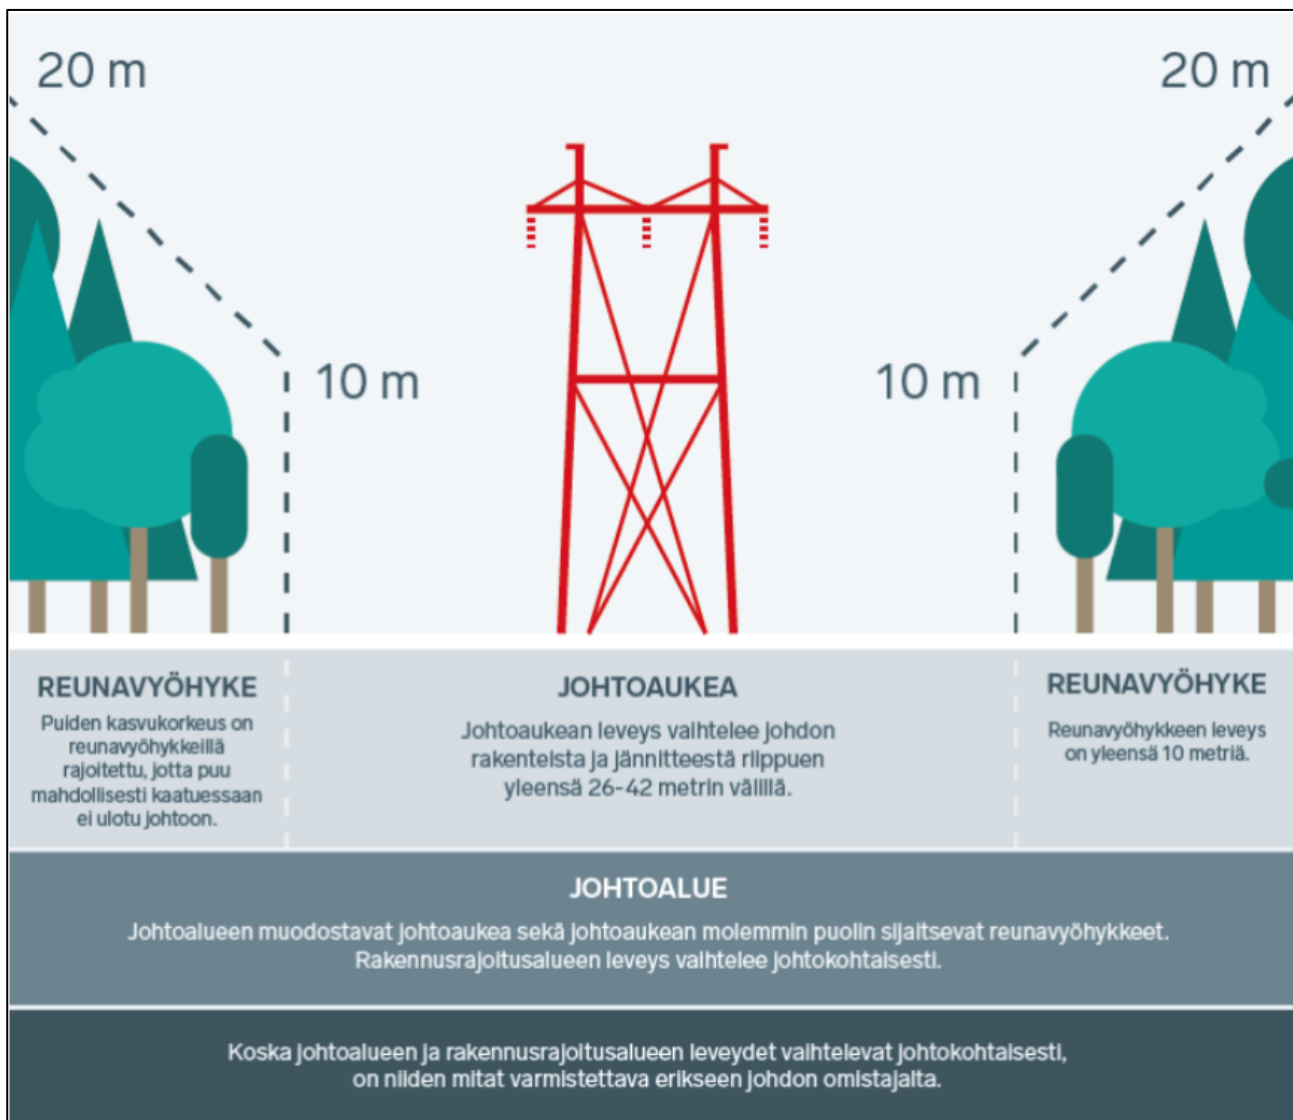 20 m
20 m
10 m
10 m
REUNAVYÖHYKE
Puiden kasvukorkeus on
reunavyöhykkeillä
rajoitettu, jotta puu
mahdollisesti kaatuessaan
ei ulotu johtoon.
JOHTOAUKEA
Johtoaukean leveys vaihtelee johdon
rakenteista ja jännitteestä riippuen
yleensä 26-42 metrin välillä.
REUNAVYÖHYKE
Reunavyöhykkeen leveys
on yleensä 10 metriä.
JOHTOALUE
Johtoalueen muodostavat johtoaukea sekä johtoaukean molemmin puolin sijaitsevat reunavyöhykkeet.
Rakennusrajoitusalueen leveys vaihtelee johtokohtaisesti.
Koska johtoalueen ja rakennusrajoitusalueen leveydet vaihtelevat johtokohtaisesti,
on niiden mitat varmistettava erikseen johdon omistajalta.